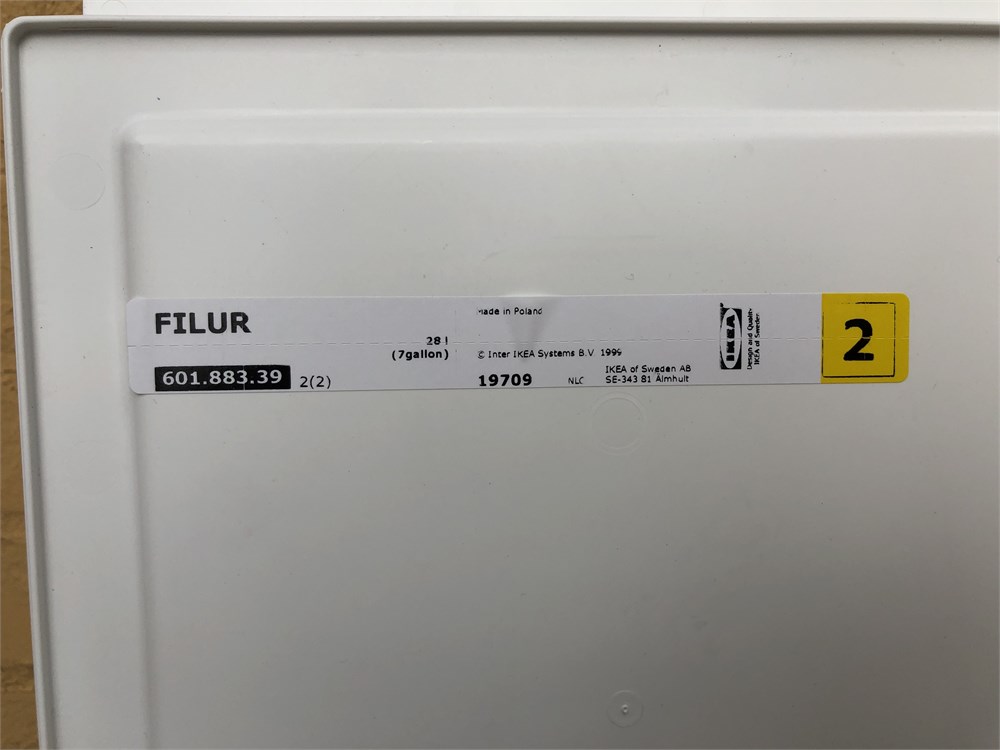 FILUR
28 l
(7gallon)
601.883.39 2(2)
made in Poland
© Inter IKEA Systems B.V. 1999
19709 NLC
IKEA of Sweden AB
SE-343 81 Älmhult
IKEA
Design and Quality
IKEA of Sweden
2